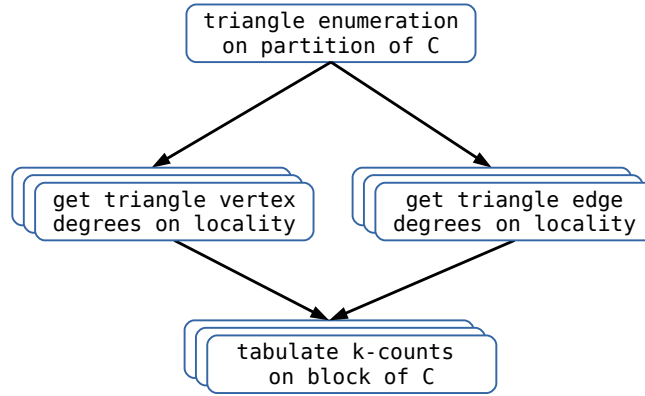 triangle enumeration
on partition of C
get triangle vertex
degrees on locality
get triangle edge
degrees on locality
tabulate k-counts
on block of C